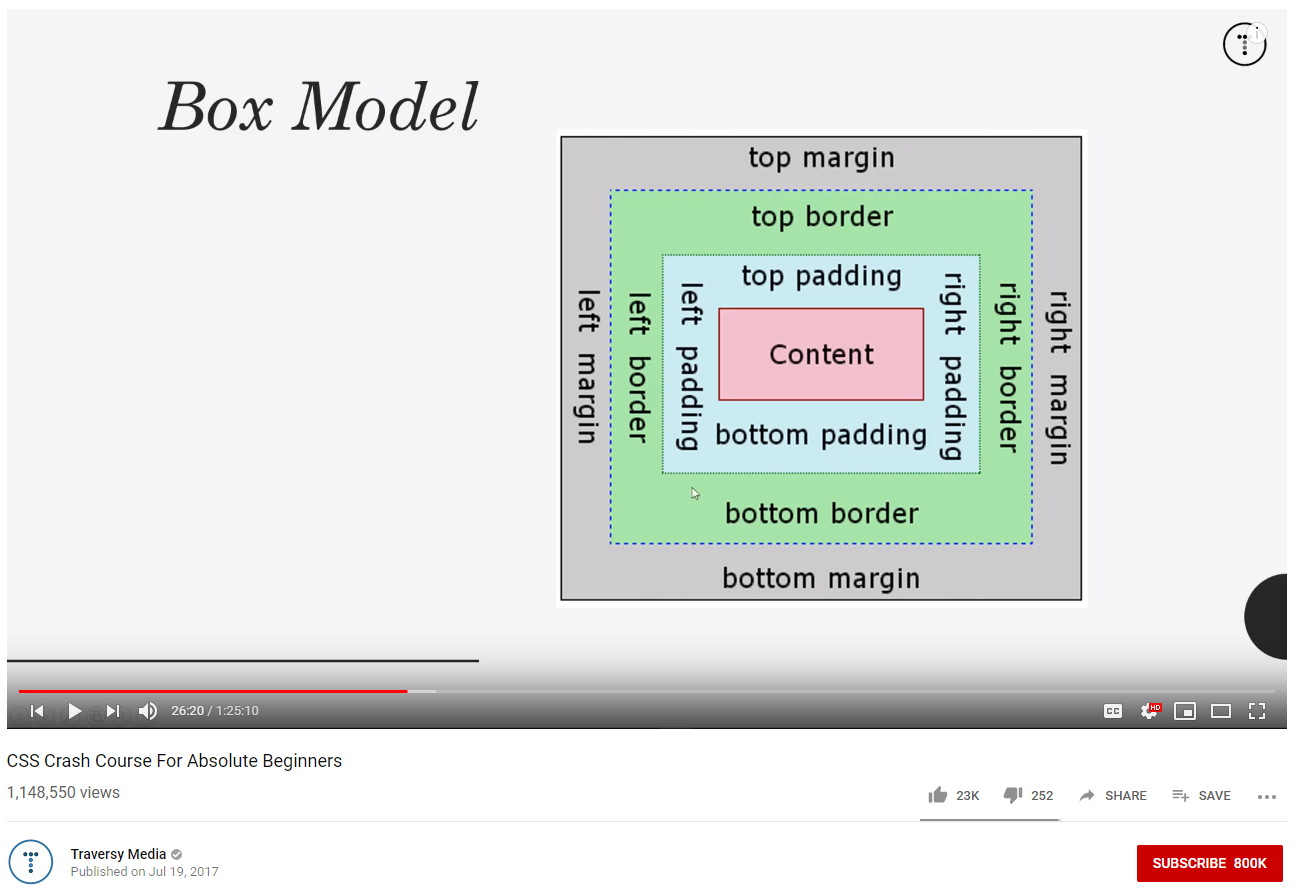 Box Model
top margin
top border
top padding
left margin
left border
left padding
Content
right padding
right border
right margin
bottom padding
bottom border
bottom margin
26:20 / 1:25:10
CC
HD
CSS Crash Course For Absolute Beginners
1,148,550 views
23K 252 SHARE SAVE
Traversy Media
Published on Jul 19, 2017
SUBSCRIBE 800K